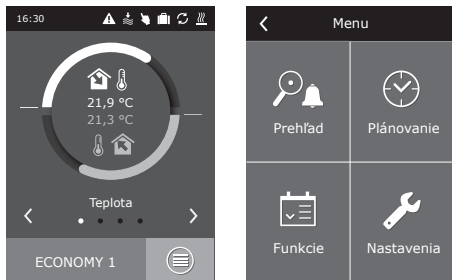 16:30
21,9 °C
21,3 °C
Teplota
ECONOMY 1
Menu
Prehľad
Plánovanie
Funkcie
Nastavenia